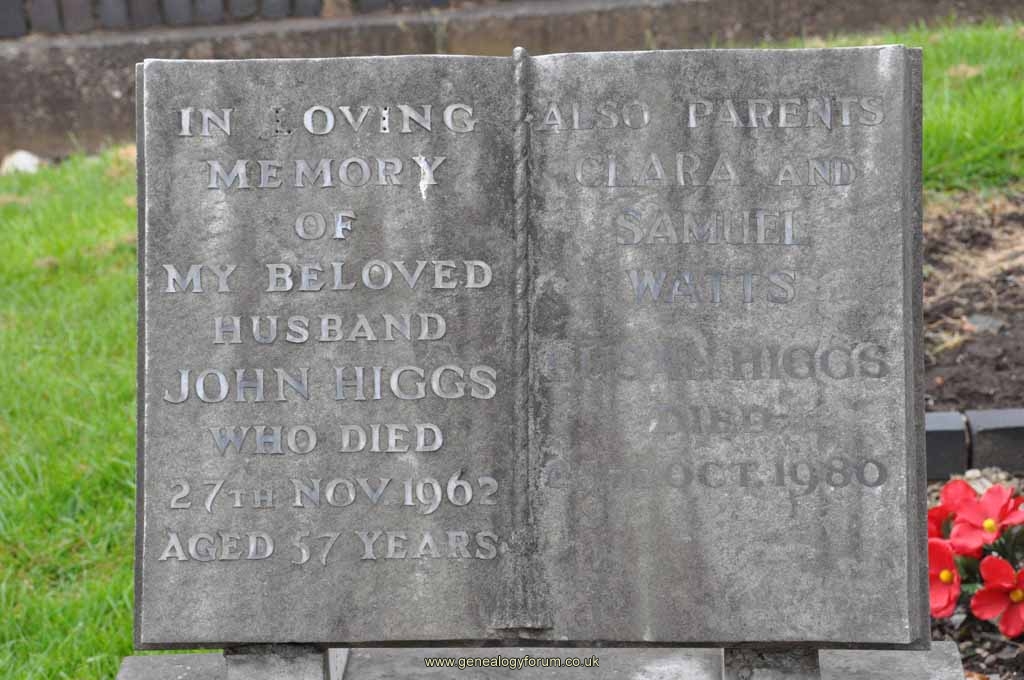 IN LOVING
MEMORY
OF
MY BELOVED
HUSBAND
JOHN HIGGS
WHO DIED
27TH NOV. 1962
AGED 57 YEARS
ALSO PARENTS
CLARA AND
SAMUEL
WATTS
HIGGS
DIED
OCT. 1980
www.genealogyforum.co.uk